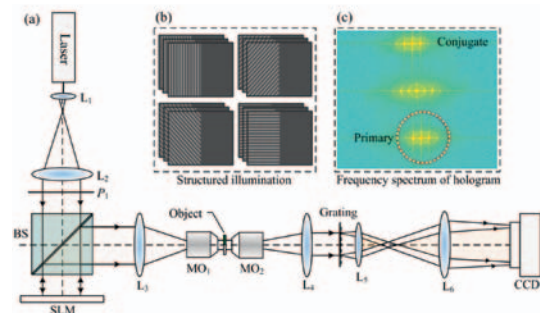 (a)
Laser
L1
L2
P1
BS
SLM
(b)
Structured illumination
(c)
Conjugate
Primary
Frequency spectrum of hologram
L3
MO1
Object
MO2
L4
Grating
L5
L6
CCD